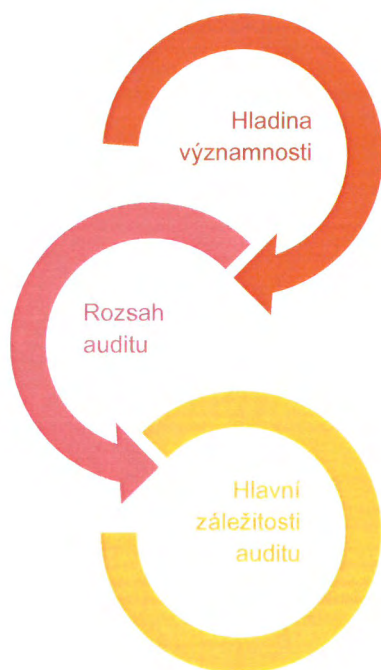 Hladina
významnosti
Rozsah
auditu
Hlavní
záležitosti
auditu